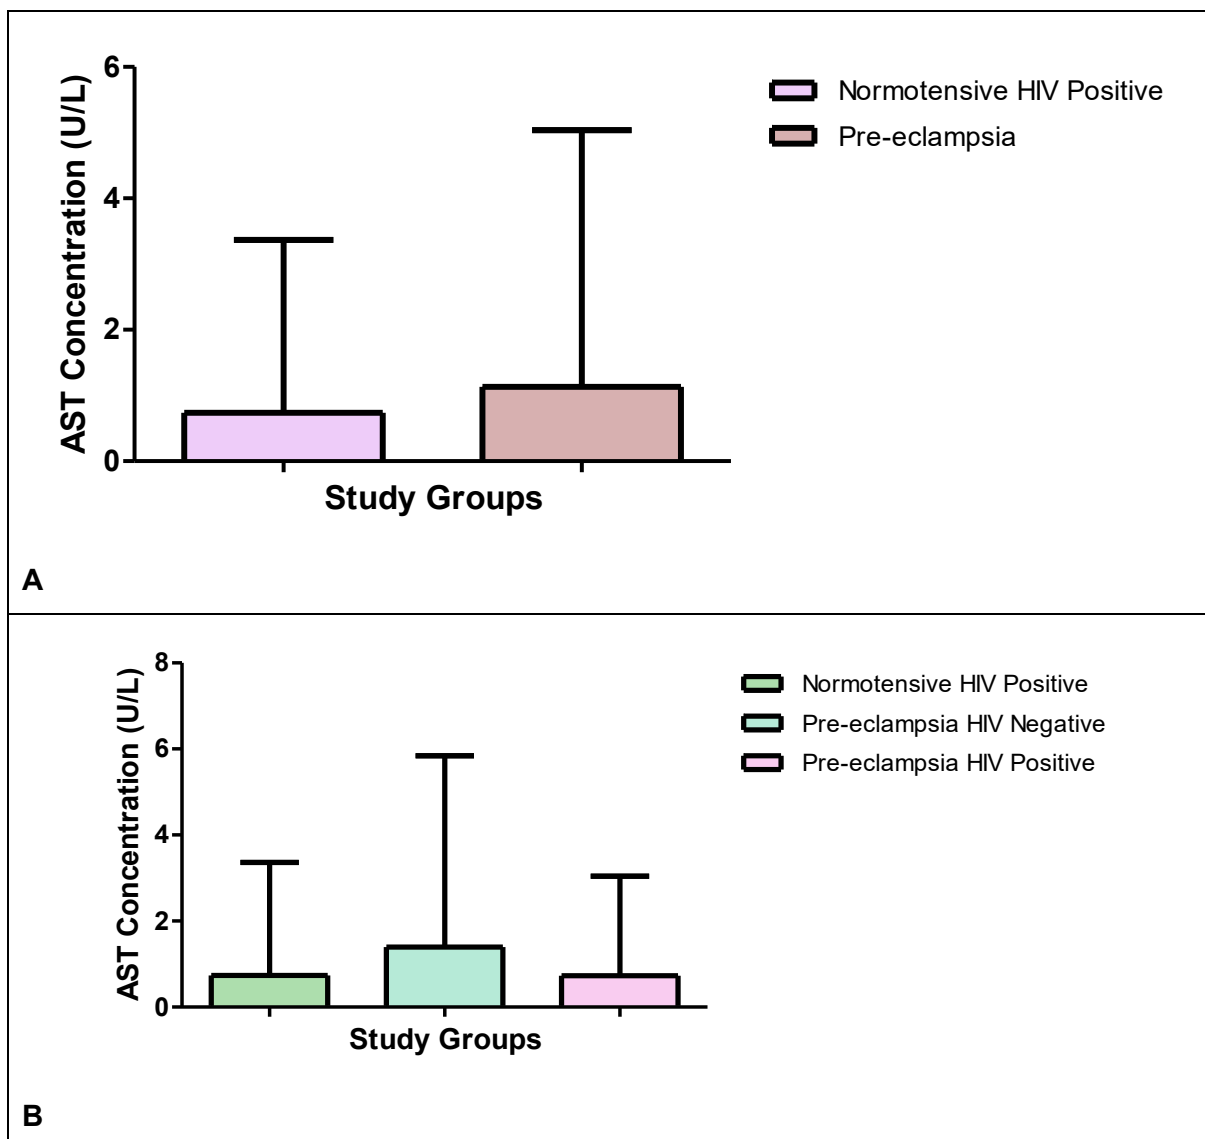 6
4
2
0
AST Concentration (U/L)
Study Groups
Normotensive HIV Positive
Pre-eclampsia
A
8
6
4
2
0
AST Concentration (U/L)
Study Groups
Normotensive HIV Positive
Pre-eclampsia HIV Negative
Pre-eclampsia HIV Positive
B